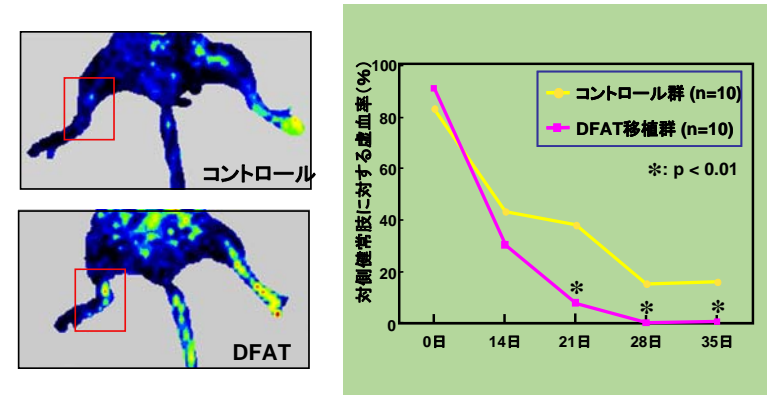 コントロール
DFAT
対側健常肢に対する虚血率(%)
100
80
60
40
20
0
コントロール群 (n=10)
DFAT移植群 (n=10)
*: p < 0.01
*
*
*
0日
14日
21日
28日
35日